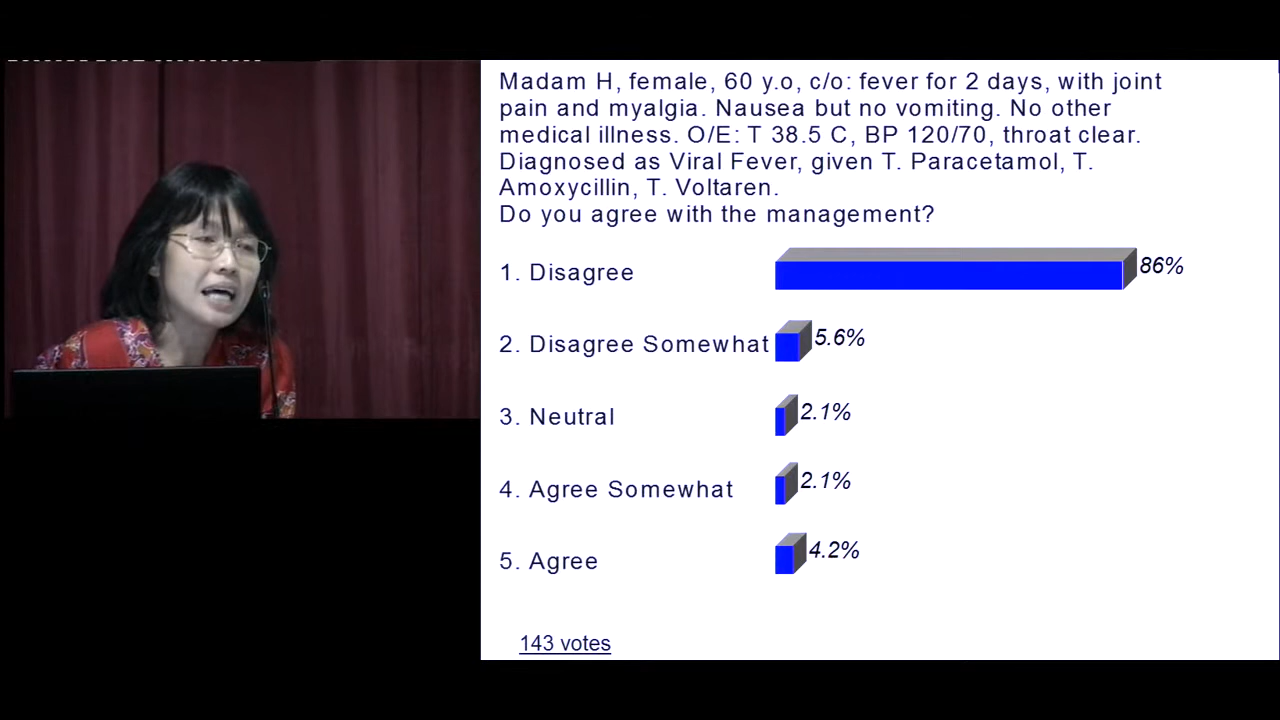 Madam H, female, 60 y.o, c/o: fever for 2 days, with joint
pain and myalgia. Nausea but no vomiting. No other
medical illness. O/E: T 38.5 C, BP 120/70, throat clear.
Diagnosed as Viral Fever, given T. Paracetamol, T.
Amoxycillin, T. Voltaren.
Do you agree with the management?
1. Disagree 86%
2. Disagree Somewhat 5.6%
3. Neutral 2.1%
4. Agree Somewhat 2.1%
5. Agree 4.2%
143 votes